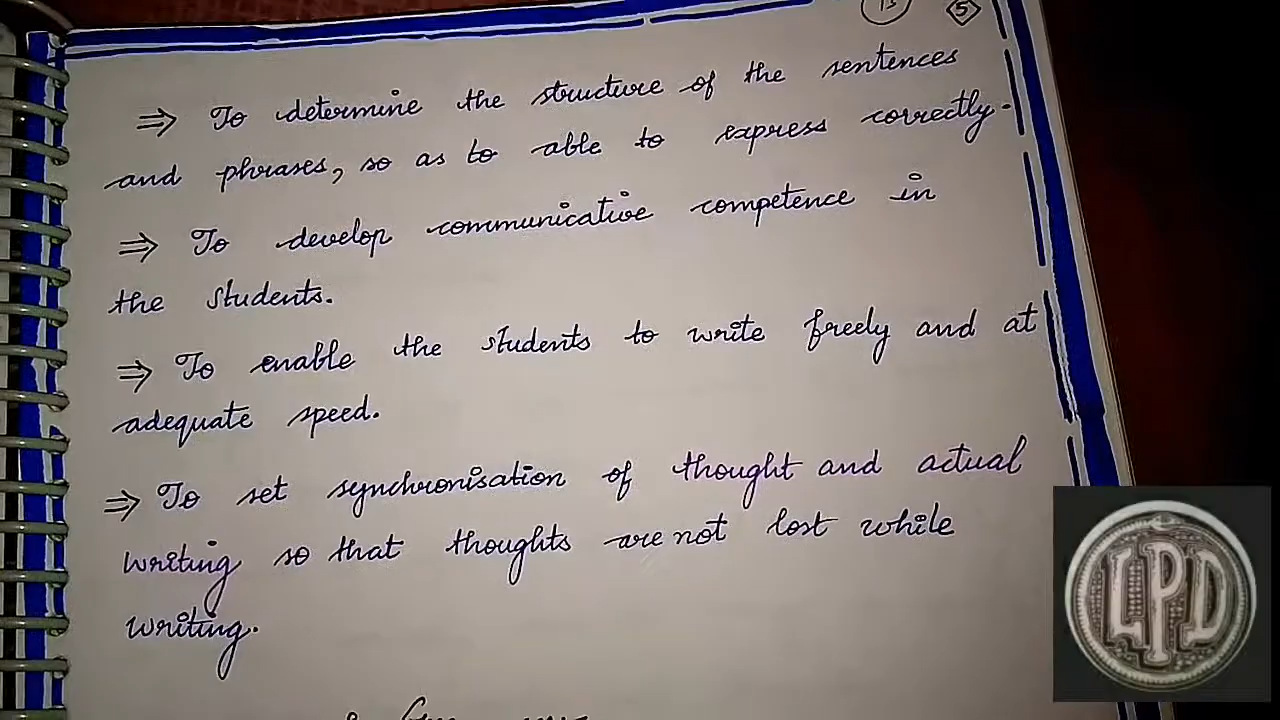 13 5
⇒ To determine the structure of the sentences
and phrases, so as to able to express correctly.
⇒ To develop communicative competence in
the students.
⇒ To enable the students to write freely and at
adequate speed.
⇒ To set synchronisation of thought and actual
writing so that thoughts are not lost while
writing.
LPD